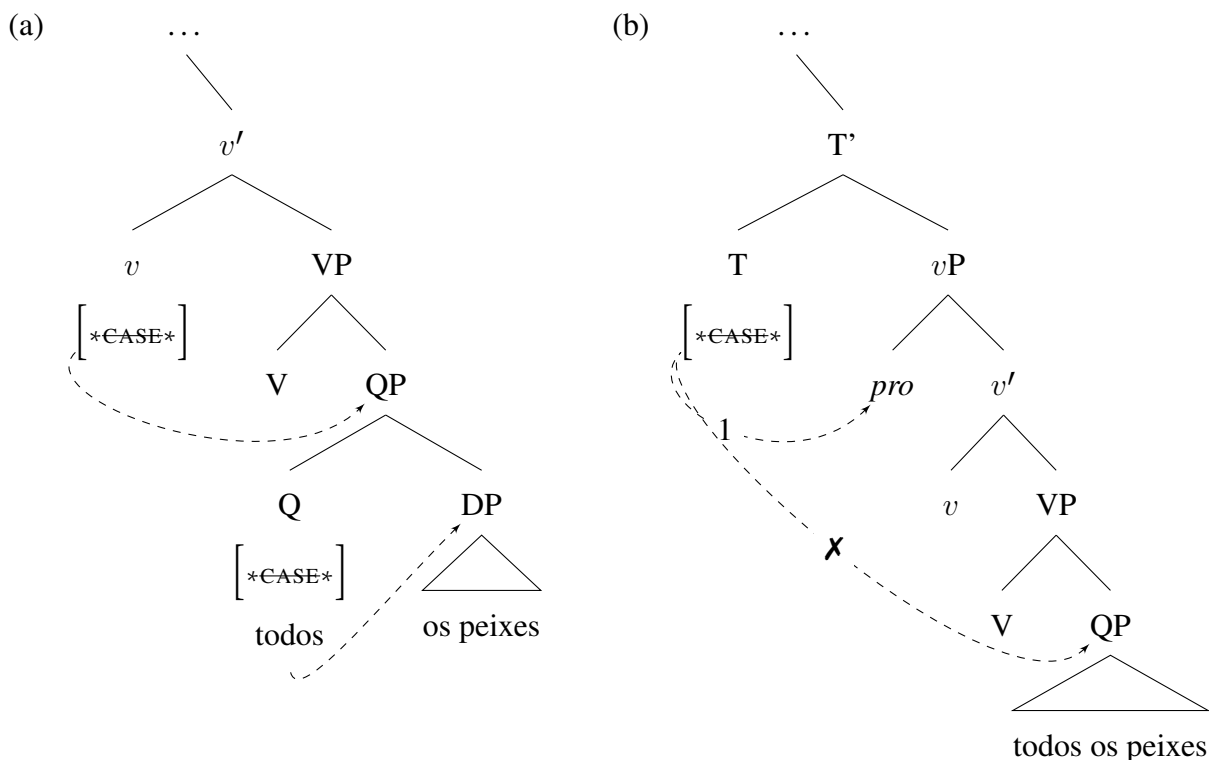 (a) … (b) …
v′ T’
v VP T vP
[*CASE*] [*CASE*]
V QP pro v′
1
Q DP v VP
✗
[*CASE*]
todos os peixes V QP
todos os peixes